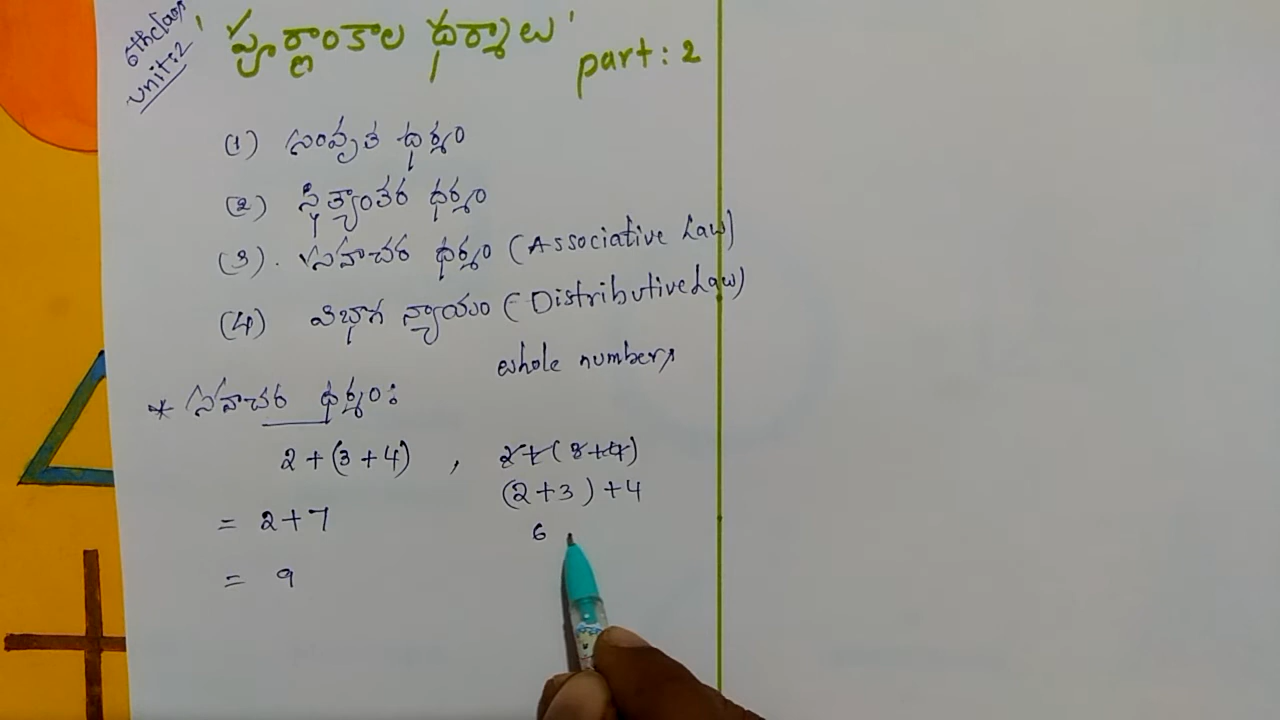 6th class
unit:2
'పూర్ణాంకాల ధర్మాలు'
part: 2
(1) సంవృత ధర్మం
(2) స్థిత్యాంతర ధర్మం
(3). సహచర ధర్మం (Associative Law)
(4) విభాగ న్యాయం (Distributive Law)
whole numbers
* సహచర ధర్మం:
2+(3+4) , 2+(3+4)
(2+3)+4
= 2+7
6
= 9